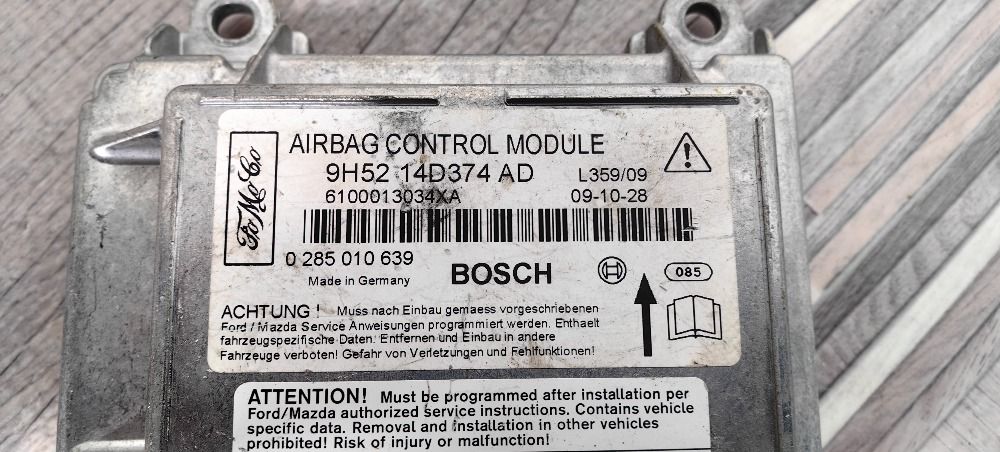 FoMoCo
AIRBAG CONTROL MODULE
9H52 14D374 AD
L359/09
6100013034XA
09-10-28
0 285 010 639
BOSCH
085
Made in Germany
ACHTUNG ! Muss nach Einbau gemaess vorgeschriebenen
Ford / Mazda Service Anweisungen programmiert werden. Enthaelt
fahrzeugspezifische Daten. Entfernen und Einbau in andere
Fahrzeuge verboten! Gefahr von Verletzungen und Fehlfunktionen!
ATTENTION! Must be programmed after installation per
Ford/Mazda authorized service instructions. Contains vehicle
specific data. Removal and installation in other vehicles
prohibited! Risk of injury or malfunction!